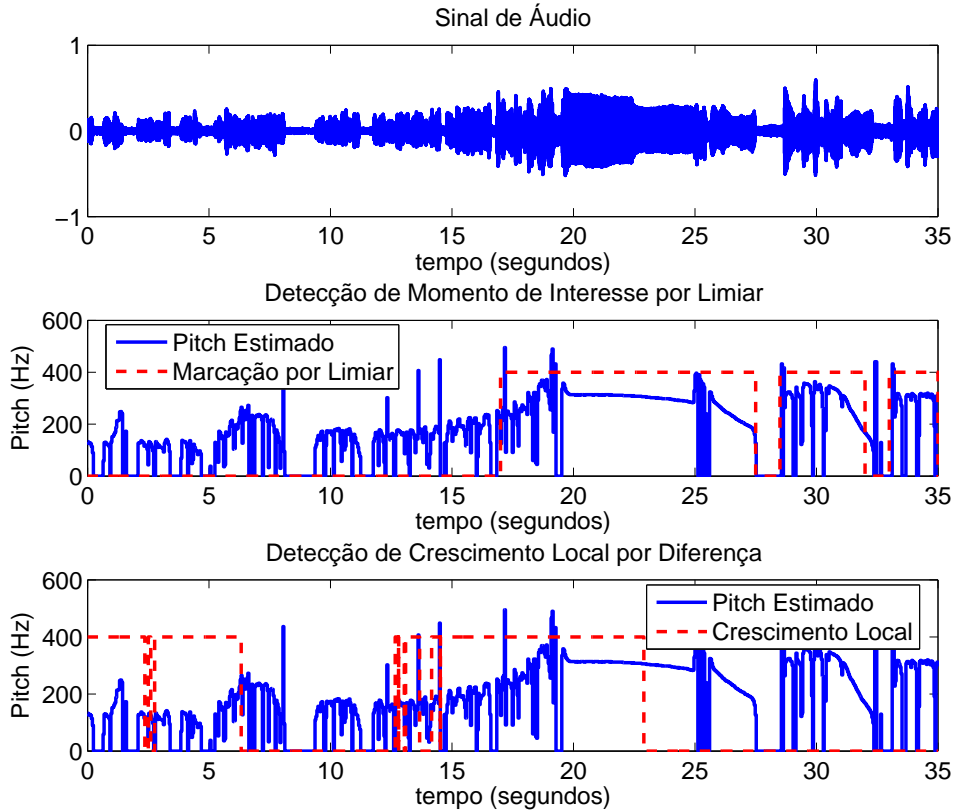 Sinal de Áudio
1
0
−1
0 5 10 15 20 25 30 35
tempo (segundos)
Detecção de Momento de Interesse por Limiar
Pitch (Hz)
600
400
200
0
Pitch Estimado
Marcação por Limiar
0 5 10 15 20 25 30 35
tempo (segundos)
Detecção de Crescimento Local por Diferença
Pitch (Hz)
600
400
200
0
Pitch Estimado
Crescimento Local
0 5 10 15 20 25 30 35
tempo (segundos)